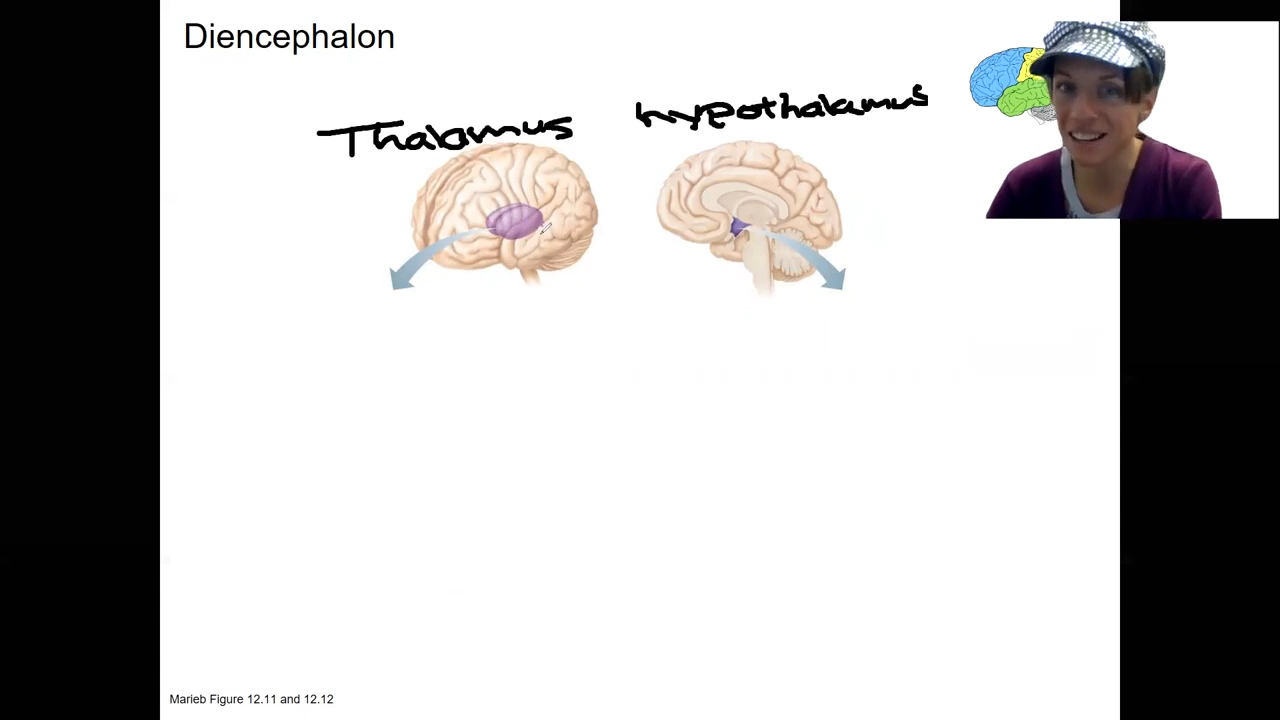 Diencephalon
Thalamus
hypothalamus
Marieb Figure 12.11 and 12.12